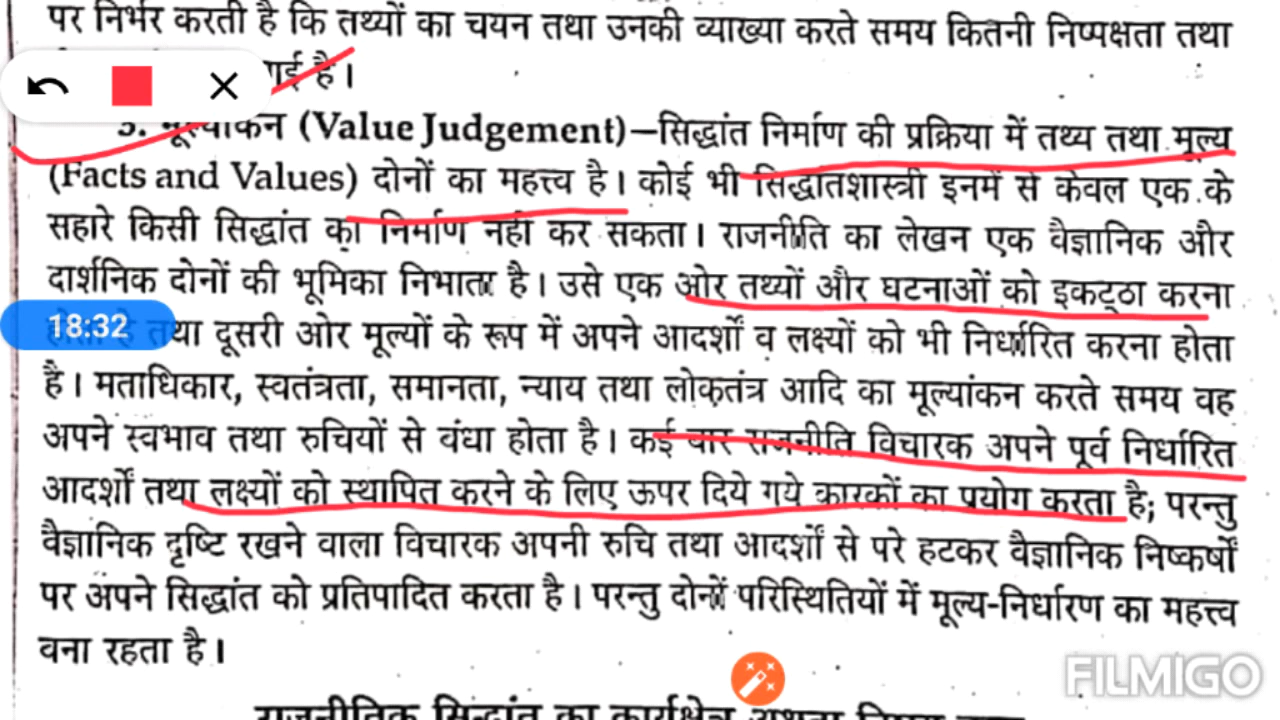 पर निर्भर करती है कि तथ्यों का चयन तथा उनकी व्याख्या करते समय कितनी निष्पक्षता तथा
गई है।
5. मूल्यांकन (Value Judgement)–सिद्धांत निर्माण की प्रक्रिया में तथ्य तथा मूल्य
(Facts and Values) दोनों का महत्त्व है। कोई भी सिद्धांतशास्त्री इनमें से केवल एक के
सहारे किसी सिद्धांत का निर्माण नहीं कर सकता। राजनीति का लेखन एक वैज्ञानिक और
दार्शनिक दोनों की भूमिका निभाता है। उसे एक ओर तथ्यों और घटनाओं को इकट्ठा करना
18:32
होता है तथा दूसरी ओर मूल्यों के रूप में अपने आदर्शों व लक्ष्यों को भी निर्धारित करना होता
है। मताधिकार, स्वतंत्रता, समानता, न्याय तथा लोकतंत्र आदि का मूल्यांकन करते समय वह
अपने स्वभाव तथा रुचियों से बंधा होता है। कई बार राजनीति विचारक अपने पूर्व निर्धारित
आदर्शों तथा लक्ष्यों को स्थापित करने के लिए ऊपर दिये गये कारकों का प्रयोग करता है; परन्तु
वैज्ञानिक दृष्टि रखने वाला विचारक अपनी रुचि तथा आदर्शों से परे हटकर वैज्ञानिक निष्कर्षों
पर अपने सिद्धांत को प्रतिपादित करता है। परन्तु दोनों परिस्थितियों में मूल्य-निर्धारण का महत्त्व
बना रहता है।
FILMIGO
राजनीतिक सिद्धांत का कार्यक्षेत्र अथवा विषय